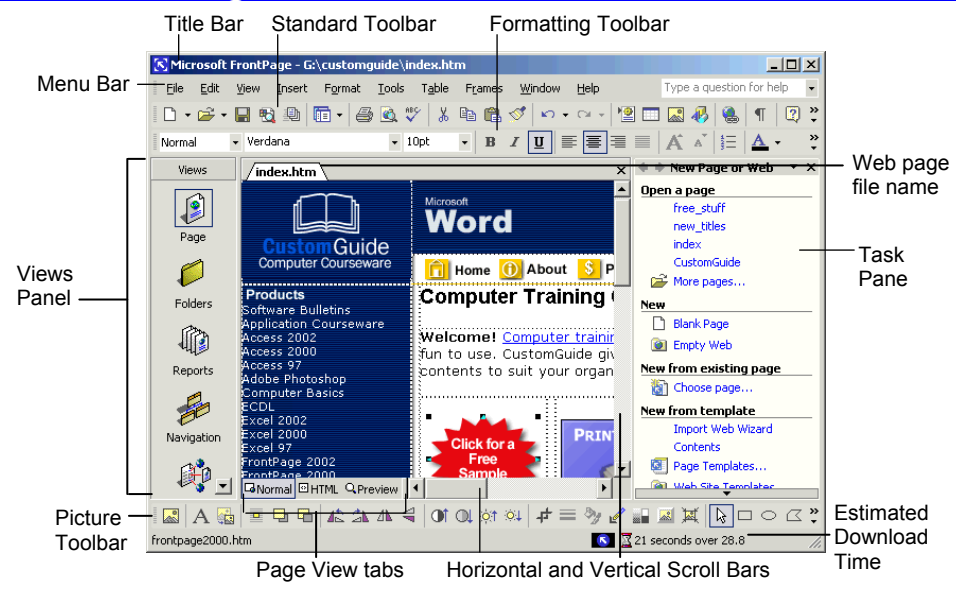 Title Bar
Standard Toolbar
Formatting Toolbar
Microsoft FrontPage - G:\customguide\index.htm
Menu Bar
File Edit View Insert Format Tools Table Frames Window Help
Type a question for help
Normal
Verdana
10pt
B I U
A A
A
Views
index.htm
New Page or Web
Web page
file name
Page
Folders
Reports
Navigation
Views
Panel
CustomGuide
Computer Courseware
Microsoft
Word
Home About P
Products
Software Bulletins
Application Courseware
Access 2002
Access 2000
Access 97
Adobe Photoshop
Computer Basics
ECDL
Excel 2002
Excel 2000
Excel 97
FrontPage 2002
FrontPage 2000
Computer Training
Welcome! Computer trainin
fun to use. CustomGuide giv
contents to suit your organ
Click for a
Free
Sample
PRIN
Open a page
free_stuff
new_titles
index
CustomGuide
More pages...
New
Blank Page
Empty Web
New from existing page
Choose page...
New from template
Import Web Wizard
Contents
Page Templates...
Web Site Templates
Task
Pane
Normal HTML Preview
Picture
Toolbar
A
frontpage2000.htm
21 seconds over 28.8
Estimated
Download
Time
Page View tabs
Horizontal and Vertical Scroll Bars